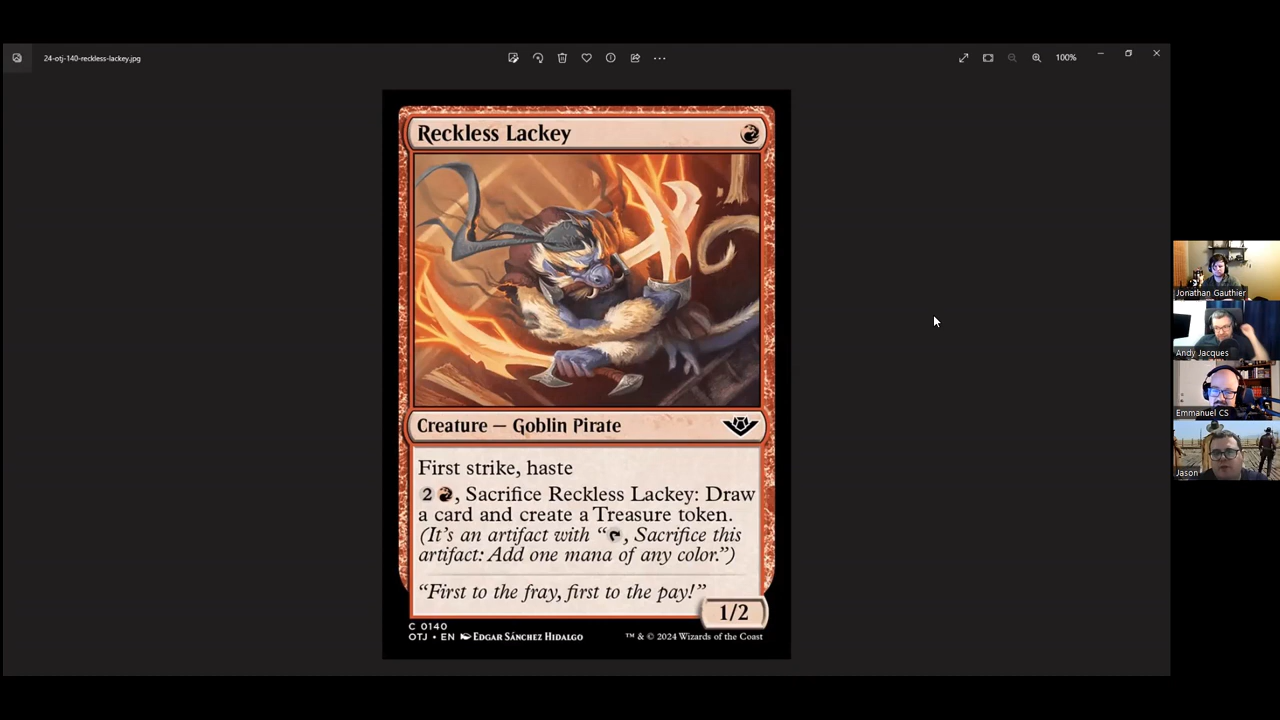 24-otj-140-reckless-lackey.jpg
100%
Reckless Lackey
Creature — Goblin Pirate
First strike, haste
2, Sacrifice Reckless Lackey: Draw
a card and create a Treasure token.
(It's an artifact with “, Sacrifice this
artifact: Add one mana of any color.”)
“First to the fray, first to the pay!”
1/2
C 0140
OTJ • EN EDGAR SÁNCHEZ HIDALGO
™ & © 2024 Wizards of the Coast
Jonathan Gauthier
Andy Jacques
Emmanuel CS
Jason